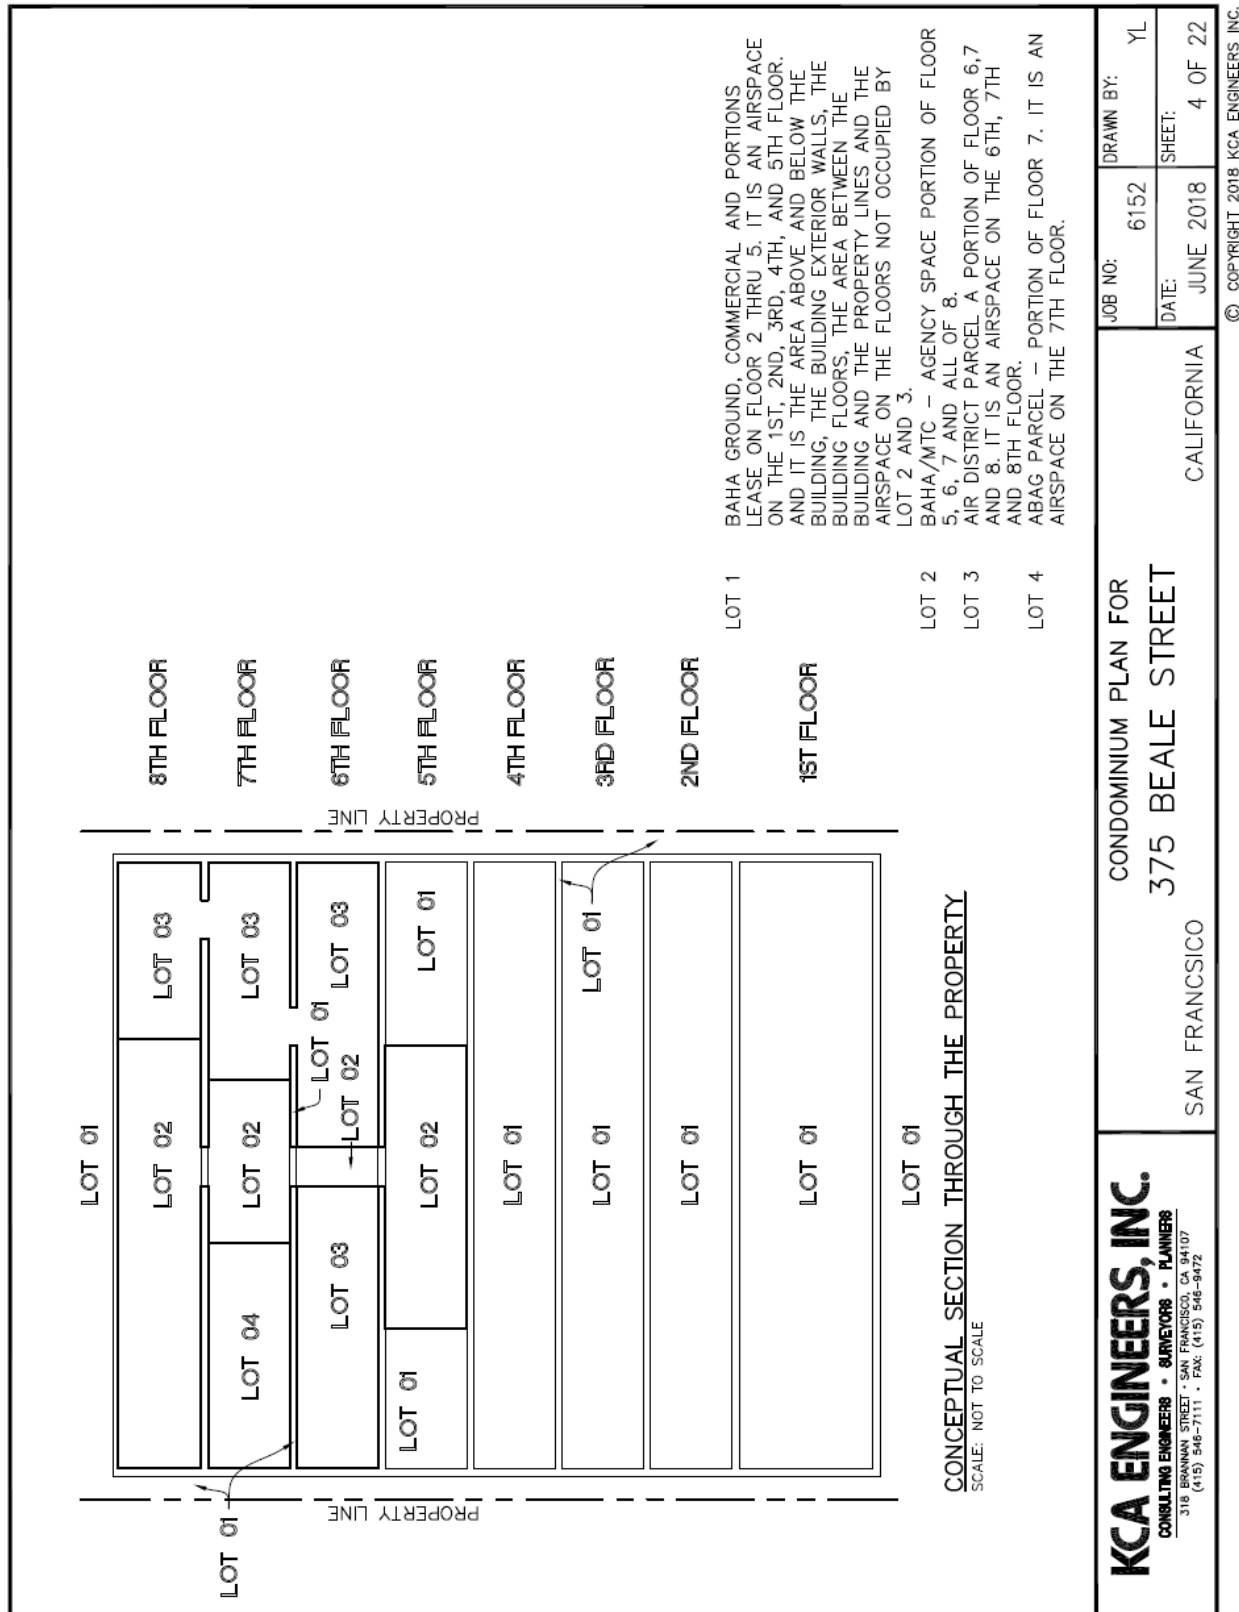 LOT 01
LOT 01
PROPERTY LINE
PROPERTY LINE
LOT 02
LOT 03
8TH FLOOR
LOT 04
LOT 02
LOT 03
7TH FLOOR
LOT 01
LOT 03
LOT 02
LOT 03
6TH FLOOR
LOT 01
LOT 02
LOT 01
5TH FLOOR
LOT 01
4TH FLOOR
LOT 01
LOT 01
3RD FLOOR
LOT 01
2ND FLOOR
LOT 01
1ST FLOOR
LOT 01
CONCEPTUAL SECTION THROUGH THE PROPERTY
SCALE: NOT TO SCALE
LOT 1 BAHA GROUND, COMMERCIAL AND PORTIONS
LEASE ON FLOOR 2 THRU 5. IT IS AN AIRSPACE
ON THE 1ST, 2ND, 3RD, 4TH, AND 5TH FLOOR.
AND IT IS THE AREA ABOVE AND BELOW THE
BUILDING, THE BUILDING EXTERIOR WALLS, THE
BUILDING FLOORS, THE AREA BETWEEN THE
BUILDING AND THE PROPERTY LINES AND THE
AIRSPACE ON THE FLOORS NOT OCCUPIED BY
LOT 2 AND 3.
LOT 2 BAHA/MTC – AGENCY SPACE PORTION OF FLOOR
5, 6, 7 AND ALL OF 8.
LOT 3 AIR DISTRICT PARCEL A PORTION OF FLOOR 6,7
AND 8. IT IS AN AIRSPACE ON THE 6TH, 7TH
AND 8TH FLOOR.
LOT 4 ABAG PARCEL – PORTION OF FLOOR 7. IT IS AN
AIRSPACE ON THE 7TH FLOOR.
KCA ENGINEERS, INC.
CONSULTING ENGINEERS • SURVEYORS • PLANNERS
318 BRANNAN STREET • SAN FRANCISCO, CA 94107
(415) 546-7111 • FAX: (415) 546-9472
CONDOMINIUM PLAN FOR
375 BEALE STREET
SAN FRANCSICO CALIFORNIA
JOB NO: 6152
DRAWN BY: YL
DATE: JUNE 2018
SHEET: 4 OF 22
© COPYRIGHT 2018 KCA ENGINEERS INC.